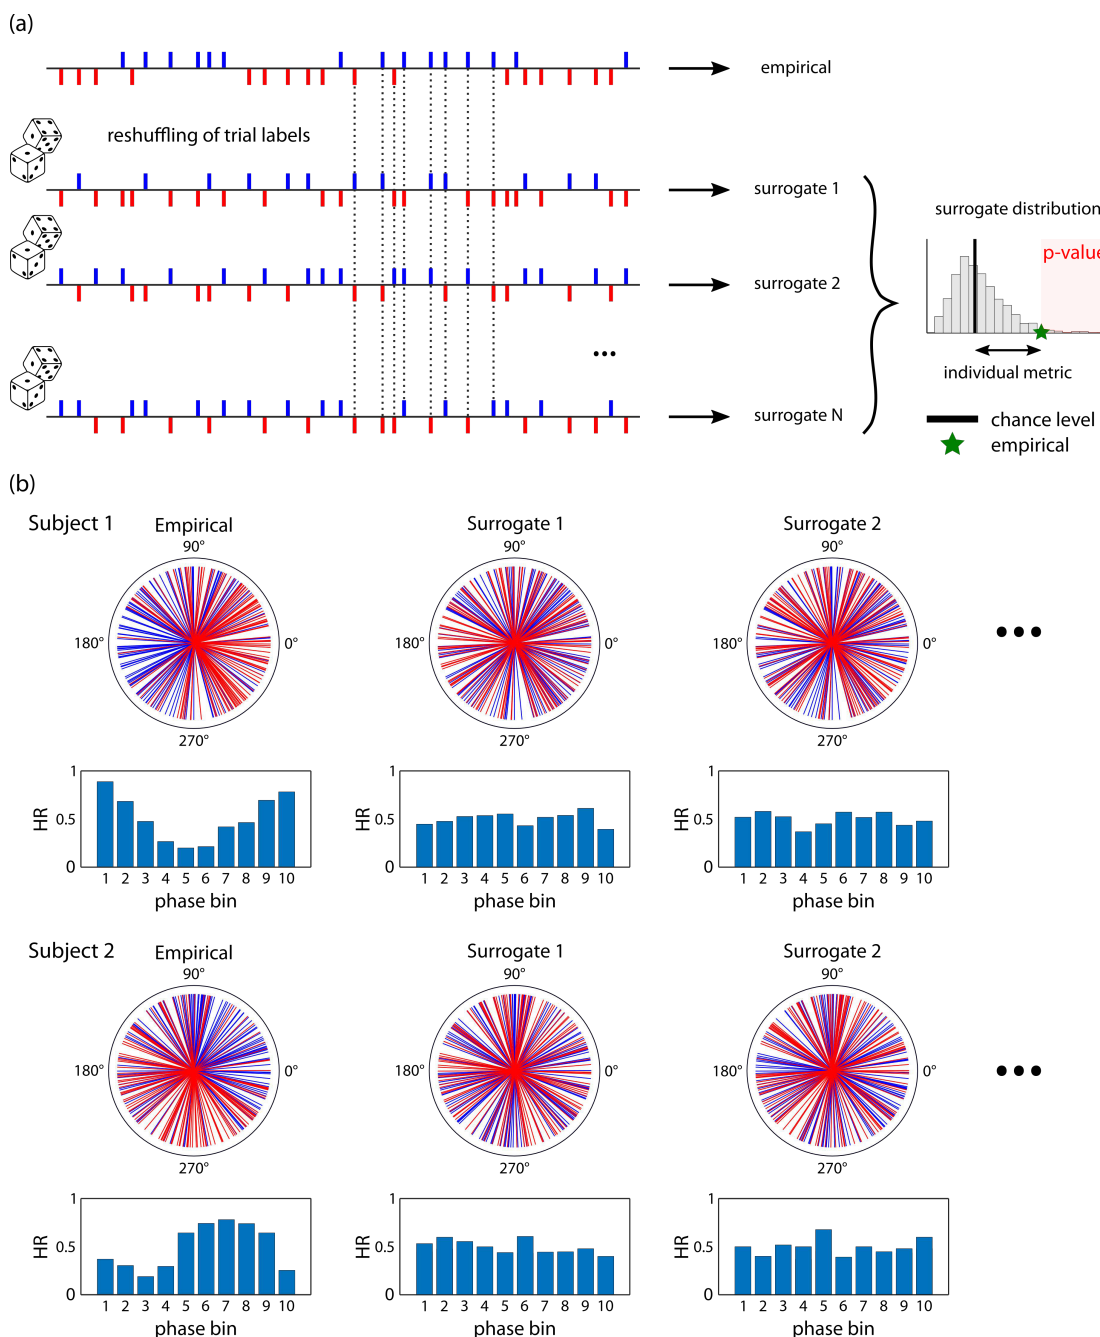 (a)
empirical
reshuffling of trial labels
surrogate 1
surrogate 2
...
surrogate N
surrogate distribution
p-value
individual metric
chance level
empirical
(b)
Subject 1 Empirical Surrogate 1 Surrogate 2
90° 90° 90°
180° 0° 180° 0° 180° 0°
270° 270° 270°
1 1 1
HR 0.5 HR 0.5 HR 0.5
0 0 0
1 2 3 4 5 6 7 8 9 10 1 2 3 4 5 6 7 8 9 10 1 2 3 4 5 6 7 8 9 10
phase bin phase bin phase bin
Subject 2 Empirical Surrogate 1 Surrogate 2
90° 90° 90°
180° 0° 180° 0° 180° 0°
270° 270° 270°
1 1 1
HR 0.5 HR 0.5 HR 0.5
0 0 0
1 2 3 4 5 6 7 8 9 10 1 2 3 4 5 6 7 8 9 10 1 2 3 4 5 6 7 8 9 10
phase bin phase bin phase bin